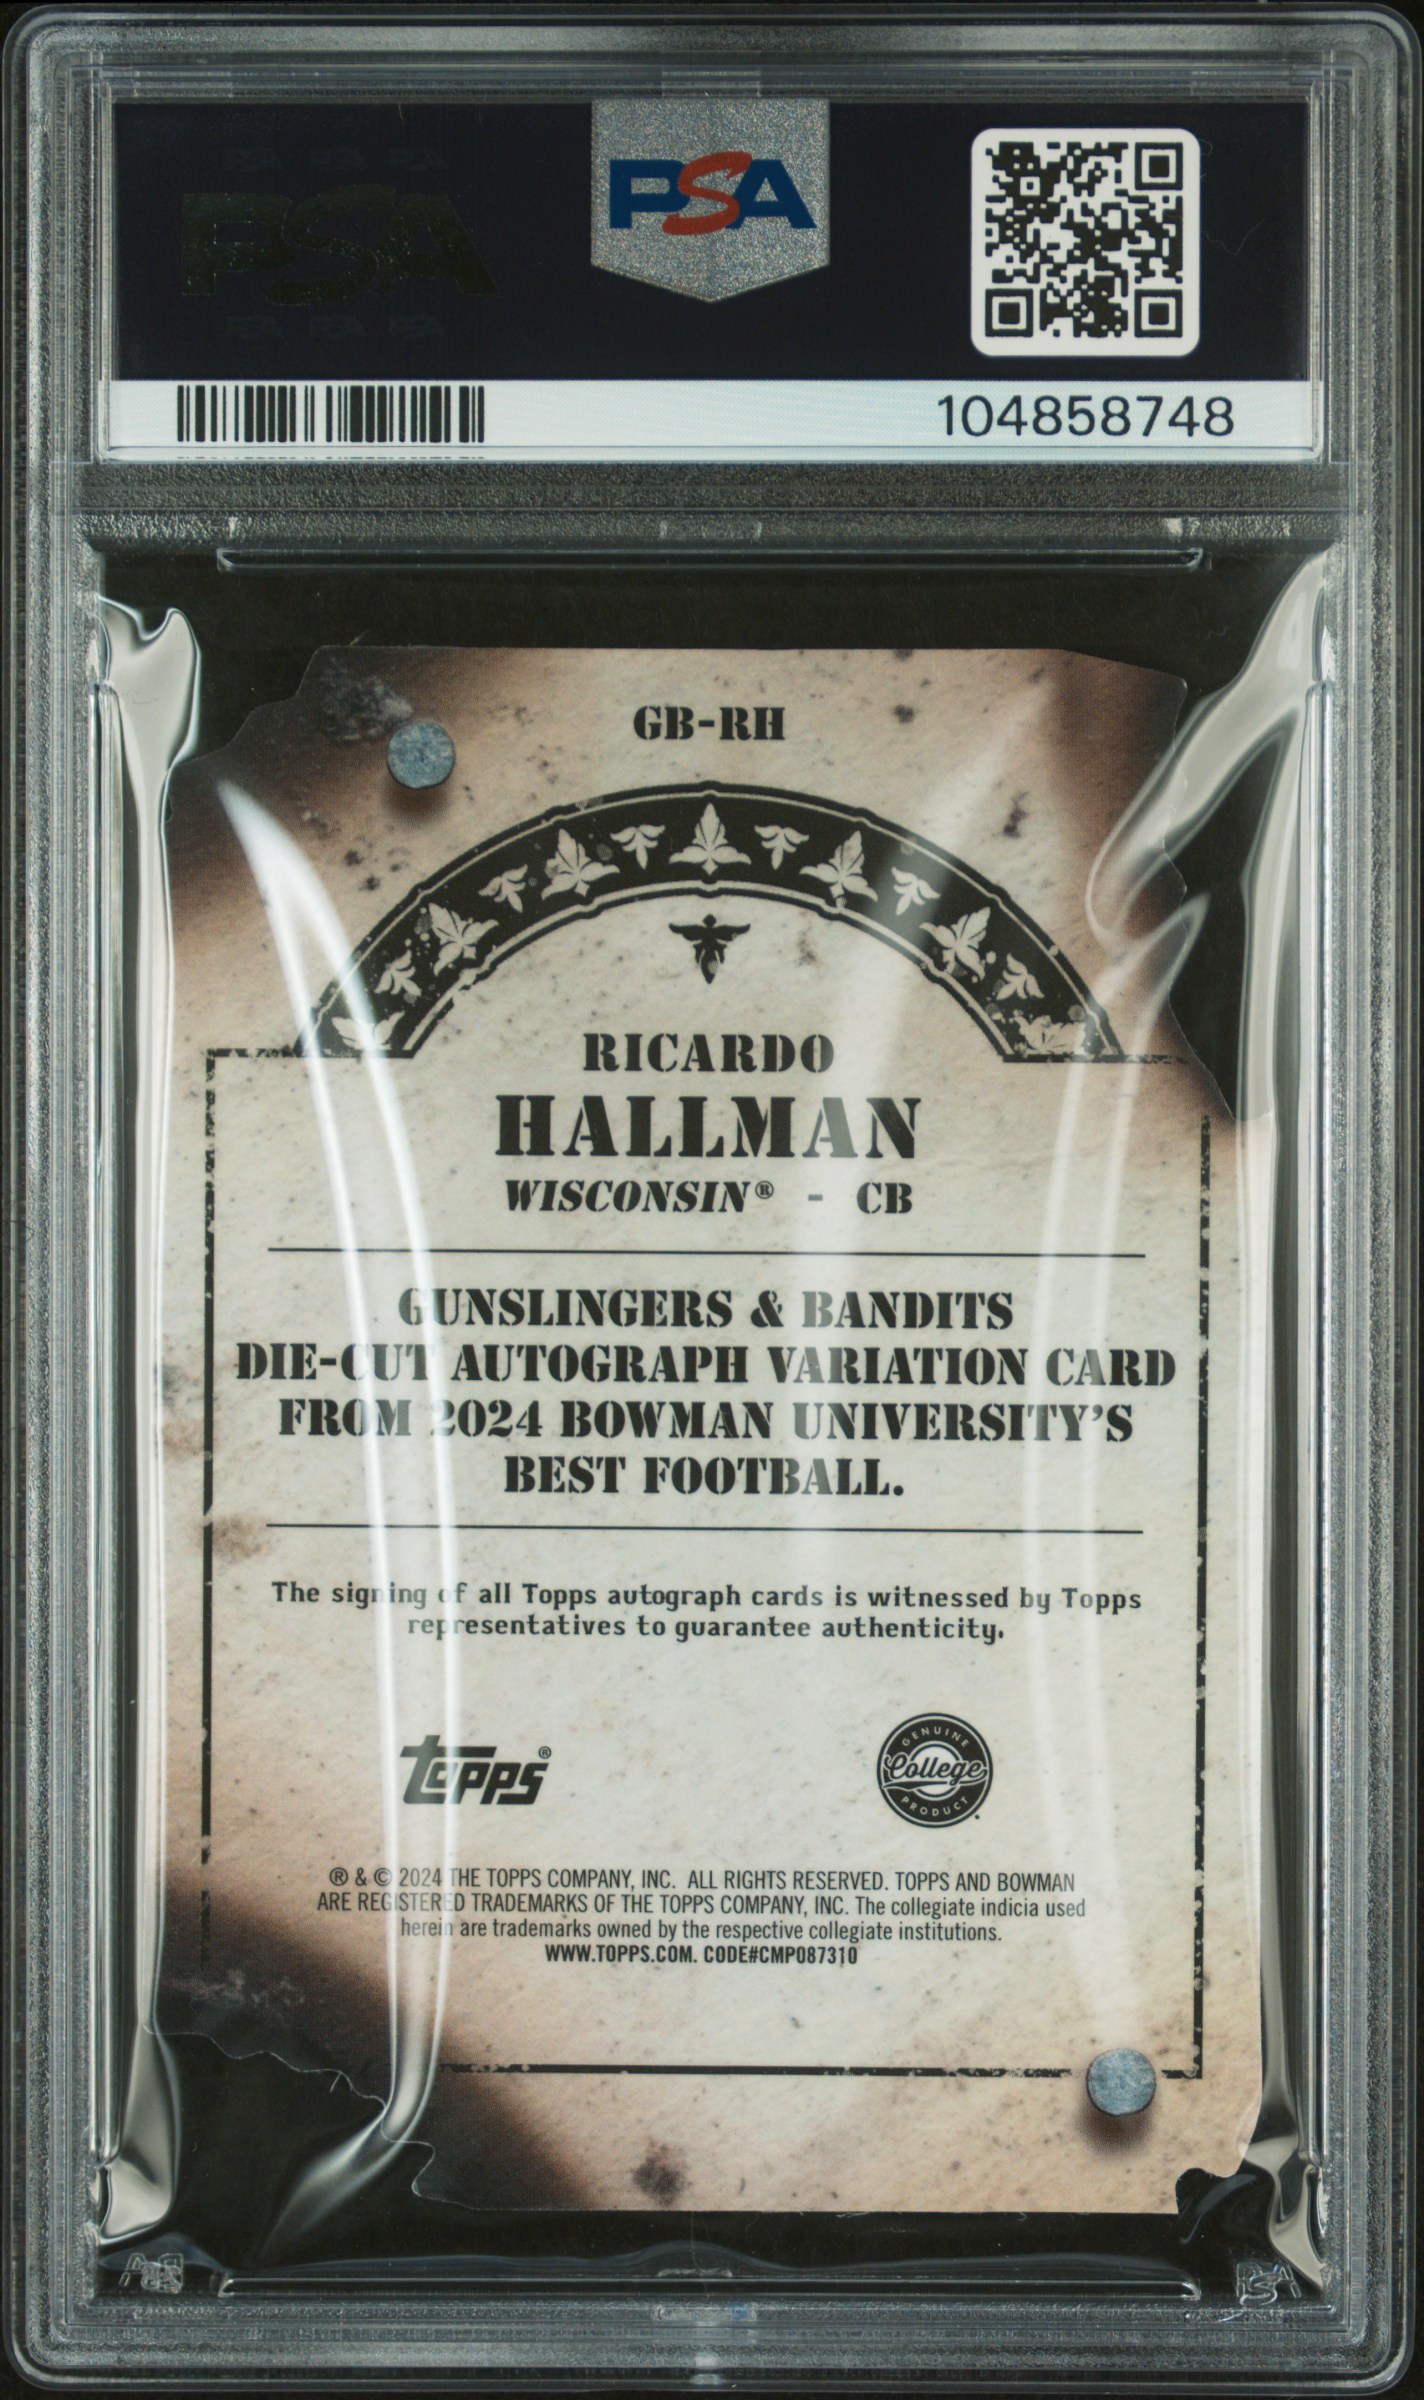 PSA
PSA
104858748
GB-RH
RICARDO
HALLMAN
WISCONSIN® - CB
GUNSLINGERS & BANDITS
DIE-CUT AUTOGRAPH VARIATION CARD
FROM 2024 BOWMAN UNIVERSITY'S
BEST FOOTBALL.
The signing of all Topps autograph cards is witnessed by Topps
representatives to guarantee authenticity.
topps®
GENUINE
College
PRODUCT
® & © 2024 THE TOPPS COMPANY, INC. ALL RIGHTS RESERVED. TOPPS AND BOWMAN
ARE REGISTERED TRADEMARKS OF THE TOPPS COMPANY, INC. The collegiate indicia used
herein are trademarks owned by the respective collegiate institutions.
WWW.TOPPS.COM. CODE#CMP087310
PSA
PSA